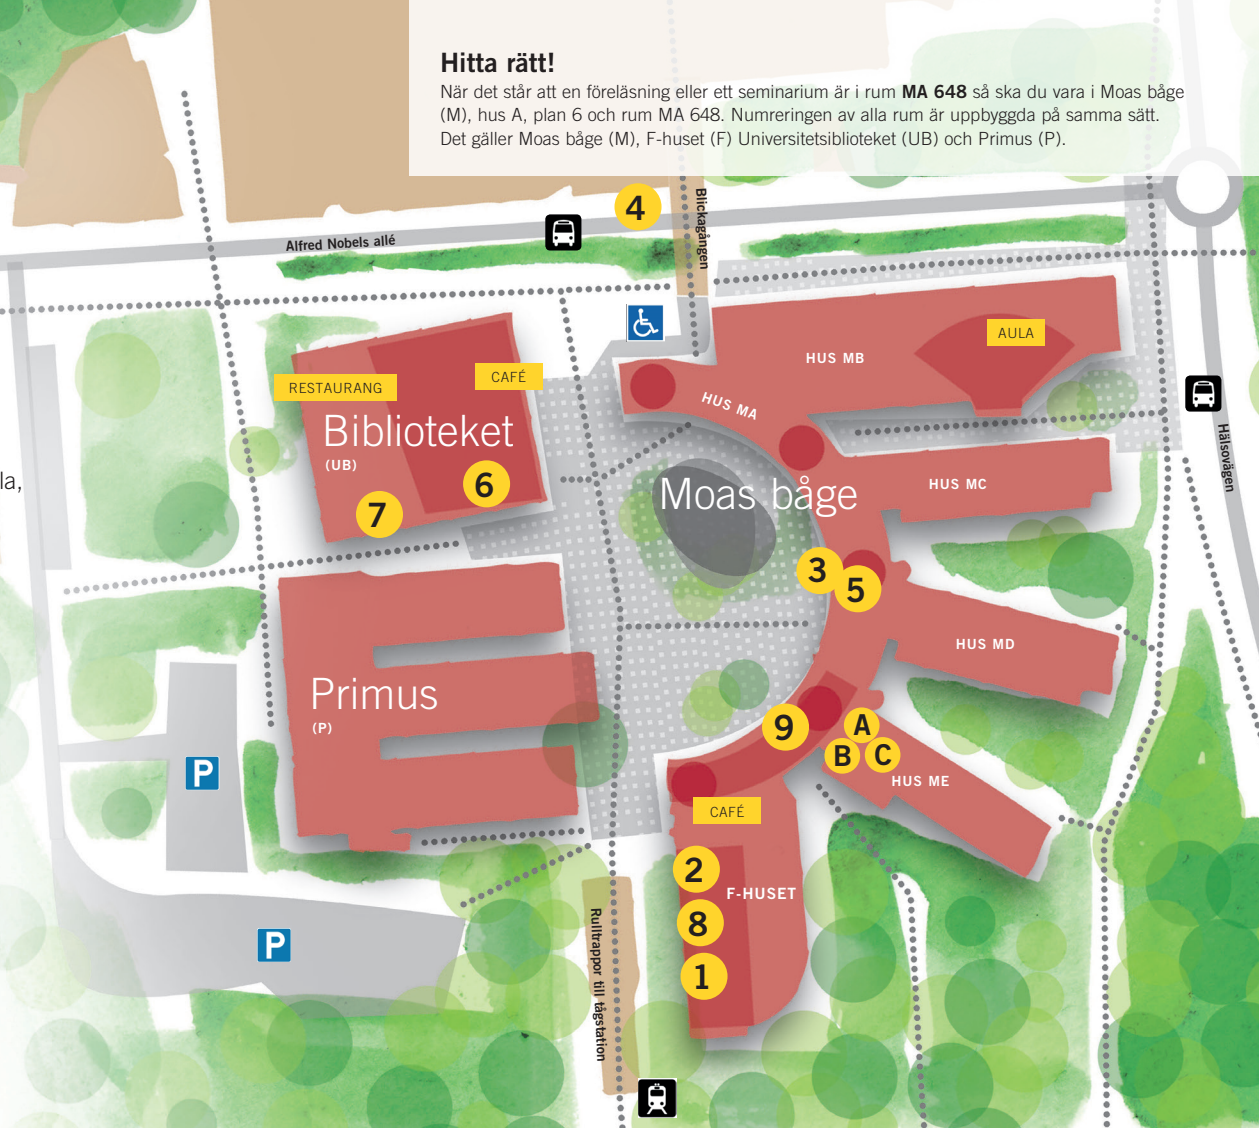 Hitta rätt!
När det står att en föreläsning eller ett seminarium är i rum MA 648 så ska du vara i Moas båge
(M), hus A, plan 6 och rum MA 648. Numreringen av alla rum är uppbyggda på samma sätt.
Det gäller Moas båge (M), F-huset (F) Universitetsbiblioteket (UB) och Primus (P).
4
Blickagången
Alfred Nobels allé
AULA
HUS MB
RESTAURANG
CAFÉ
HUS MA
Biblioteket
(UB)
Hälsovägen
la,
6
7
Moas båge
HUS MC
3
5
HUS MD
Primus
(P)
9
A
B
C
HUS ME
P
CAFÉ
2
F-HUSET
8
1
P
Rulltrappor till tågstation